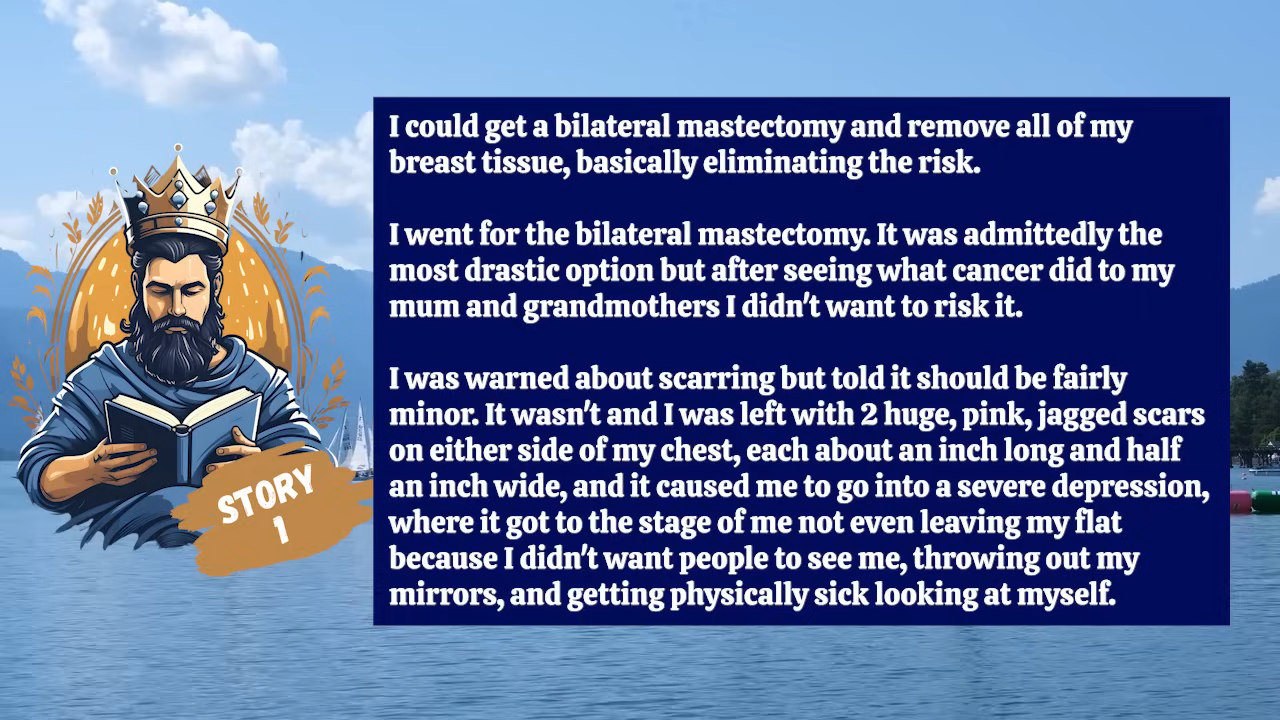 I could get a bilateral mastectomy and remove all of my
breast tissue, basically eliminating the risk.
I went for the bilateral mastectomy. It was admittedly the
most drastic option but after seeing what cancer did to my
mum and grandmothers I didn't want to risk it.
I was warned about scarring but told it should be fairly
minor. It wasn't and I was left with 2 huge, pink, jagged scars
on either side of my chest, each about an inch long and half
an inch wide, and it caused me to go into a severe depression,
where it got to the stage of me not even leaving my flat
because I didn't want people to see me, throwing out my
mirrors, and getting physically sick looking at myself.
STORY
1